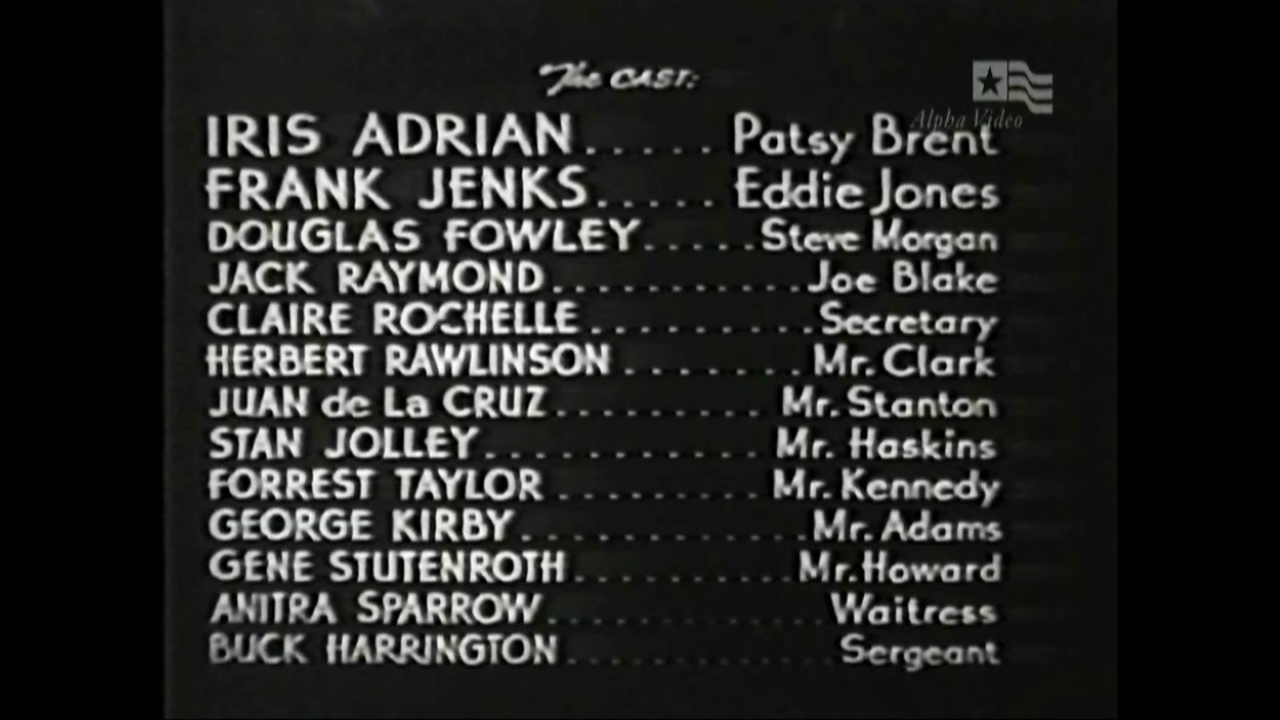 The CAST:
Alpha Video
IRIS ADRIAN..... Patsy Brent
FRANK JENKS..... Eddie Jones
DOUGLAS FOWLEY.....Steve Morgan
JACK RAYMOND............Joe Blake
CLAIRE ROCHELLE..........Secretary
HERBERT RAWLINSON........Mr. Clark
JUAN de La CRUZ.......... Mr. Stanton
STAN JOLLEY............ Mr. Haskins
FORREST TAYLOR..........Mr. Kennedy
GEORGE KIRBY.............Mr. Adams
GENE STUTENROTH..........Mr. Howard
ANITRA SPARROW.............Waitress
BUCK HARRINGTON............Sergeant